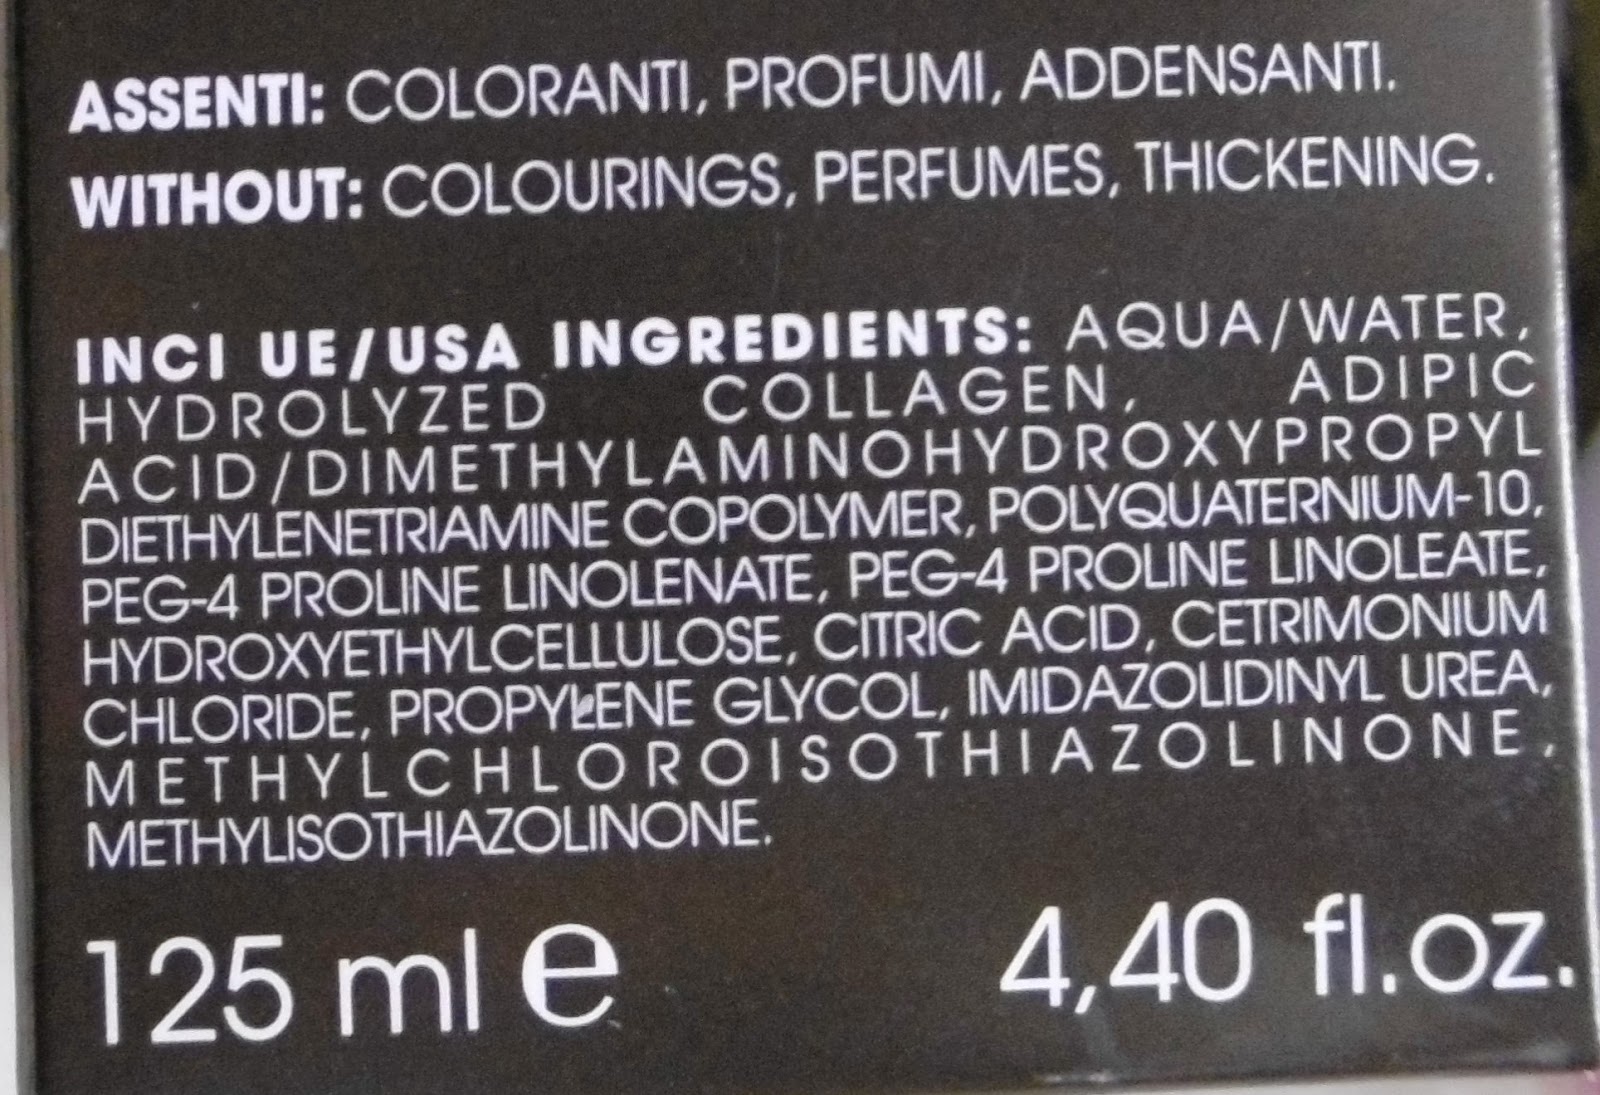 ASSENTI: COLORANTI, PROFUMI, ADDENSANTI.
WITHOUT: COLOURINGS, PERFUMES, THICKENING.
INCI UE/USA INGREDIENTS: AQUA/WATER,
HYDROLYZED COLLAGEN, ADIPIC
ACID/DIMETHYLAMINOHYDROXYPROPYL
DIETHYLENETRIAMINE COPOLYMER, POLYQUATERNIUM-10,
PEG-4 PROLINE LINOLENATE, PEG-4 PROLINE LINOLEATE,
HYDROXYETHYLCELLULOSE, CITRIC ACID, CETRIMONIUM
CHLORIDE, PROPYLENE GLYCOL, IMIDAZOLIDINYL UREA,
METHYLCHLOROISOTHIAZOLINONE,
METHYLISOTHIAZOLINONE.
125 ml e 4,40 fl.oz.